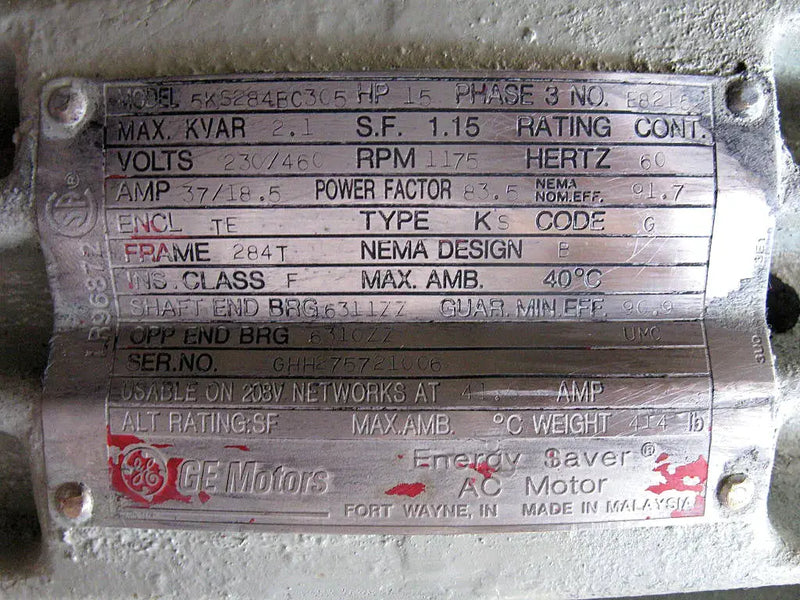 MODEL 5KS284BC305 HP 15 PHASE 3 NO.
MAX. KVAR 2.1 S.F. 1.15 RATING CONT.
VOLTS 230/460 RPM 1175 HERTZ 60
AMP 37/18.5 POWER FACTOR 83.5 NEMA NOM.EFF. 91.7
ENCL TE TYPE KS CODE G
FRAME 284T NEMA DESIGN B
INS. CLASS F MAX. AMB. 40°C
SHAFT END BRG 6311ZZ GUAR. MIN.EFF. 90.9
OPP END BRG 6310ZZ
SER.NO.
USABLE ON 208V NETWORKS AT AMP
ALT RATING:SF MAX.AMB. °C WEIGHT 414 lb
GE Motors
Energy Saver®
AC Motor
FORT WAYNE, IN MADE IN MALAYSIA